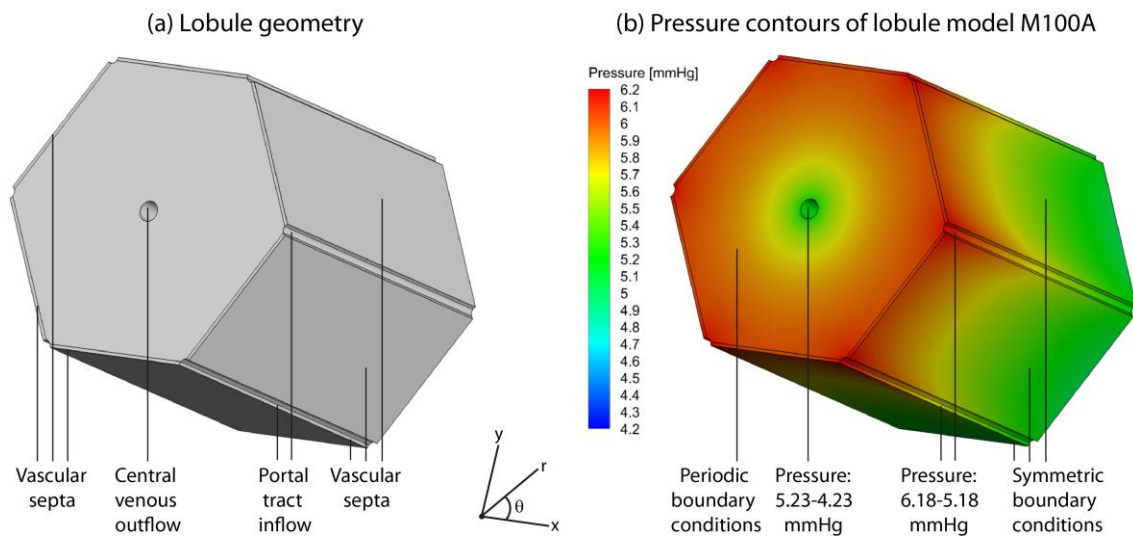 (a) Lobule geometry
(b) Pressure contours of lobule model M100A
Pressure [mmHg]
6.2
6.1
6
5.9
5.8
5.7
5.6
5.5
5.4
5.3
5.2
5.1
5
4.9
4.8
4.7
4.6
4.5
4.4
4.3
4.2
Vascular
septa
Central
venous
outflow
Portal
tract
inflow
Vascular
septa
y
r
θ
x
Periodic
boundary
conditions
Pressure:
5.23-4.23
mmHg
Pressure:
6.18-5.18
mmHg
Symmetric
boundary
conditions